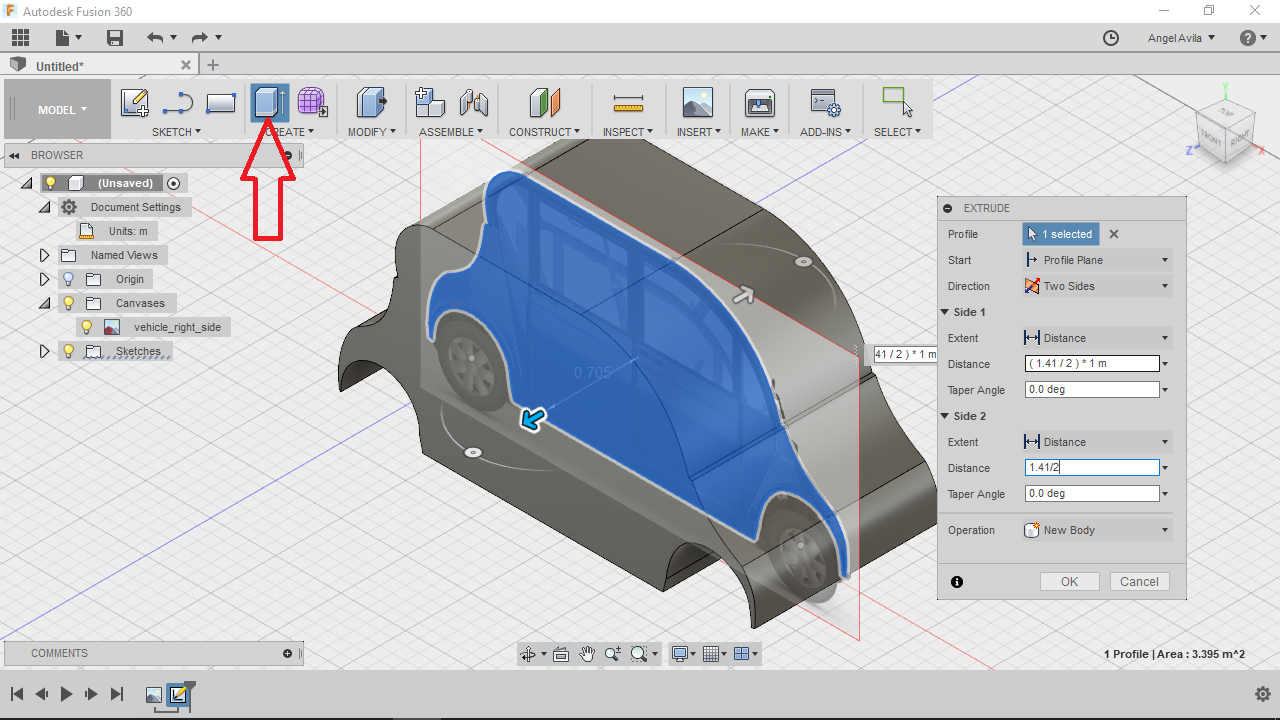 Autodesk Fusion 360
Angel Avila
Untitled*
MODEL
SKETCH
CREATE
MODIFY
ASSEMBLE
CONSTRUCT
INSPECT
INSERT
MAKE
ADD-INS
SELECT
Y
TOP
FRONT
RIGHT
Z
X
BROWSER
(Unsaved)
Document Settings
Units: m
Named Views
Origin
Canvases
vehicle_right_side
Sketches
0.705
41 / 2 ) * 1 m
EXTRUDE
Profile 1 selected
Start Profile Plane
Direction Two Sides
Side 1
Extent Distance
Distance ( 1.41 / 2 ) * 1 m
Taper Angle 0.0 deg
Side 2
Extent Distance
Distance 1.41/2
Taper Angle 0.0 deg
Operation New Body
OK Cancel
COMMENTS
1 Profile | Area : 3.395 m^2